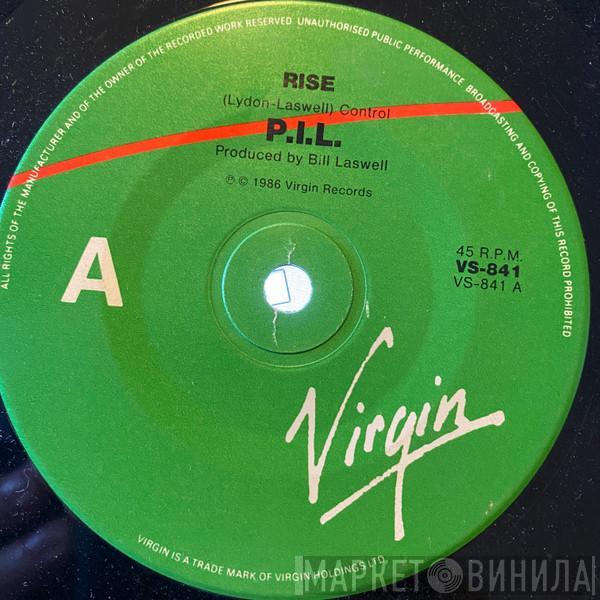 ALL RIGHTS OF THE MANUFACTURER AND OF THE OWNER OF THE RECORDED WORK RESERVED UNAUTHORISED PUBLIC PERFORMANCE BROADCASTING AND COPYING OF THIS RECORD PROHIBITED
RISE
(Lydon-Laswell) Control
P.I.L.
Produced by Bill Laswell
℗ © 1986 Virgin Records
A
45 R.P.M.
VS-841
VS-841 A
Virgin
VIRGIN IS A TRADE MARK OF VIRGIN HOLDINGS LTD.
МАРКЕТ ВИНИЛА